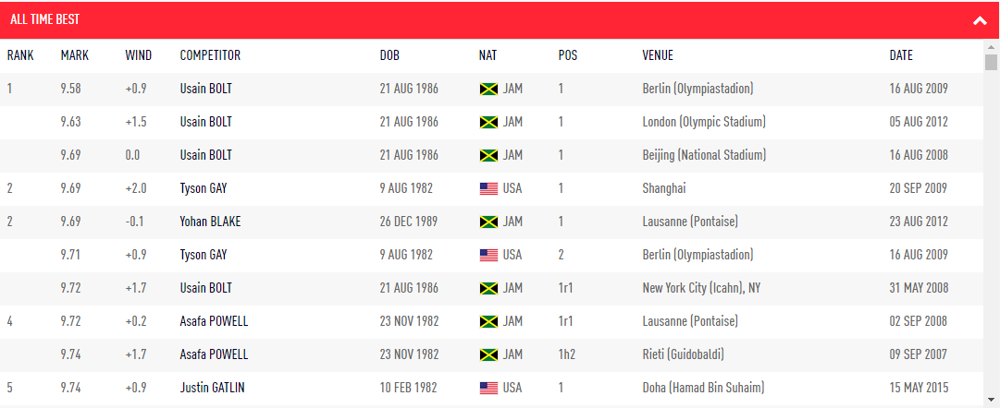 ALL TIME BEST
RANK MARK WIND COMPETITOR DOB NAT POS VENUE DATE
1 9.58 +0.9 Usain BOLT 21 AUG 1986 JAM 1 Berlin (Olympiastadion) 16 AUG 2009
9.63 +1.5 Usain BOLT 21 AUG 1986 JAM 1 London (Olympic Stadium) 05 AUG 2012
9.69 0.0 Usain BOLT 21 AUG 1986 JAM 1 Beijing (National Stadium) 16 AUG 2008
2 9.69 +2.0 Tyson GAY 9 AUG 1982 USA 1 Shanghai 20 SEP 2009
2 9.69 -0.1 Yohan BLAKE 26 DEC 1989 JAM 1 Lausanne (Pontaise) 23 AUG 2012
9.71 +0.9 Tyson GAY 9 AUG 1982 USA 2 Berlin (Olympiastadion) 16 AUG 2009
9.72 +1.7 Usain BOLT 21 AUG 1986 JAM 1r1 New York City (Icahn), NY 31 MAY 2008
4 9.72 +0.2 Asafa POWELL 23 NOV 1982 JAM 1r1 Lausanne (Pontaise) 02 SEP 2008
9.74 +1.7 Asafa POWELL 23 NOV 1982 JAM 1h2 Rieti (Guidobaldi) 09 SEP 2007
5 9.74 +0.9 Justin GATLIN 10 FEB 1982 USA 1 Doha (Hamad Bin Suhaim) 15 MAY 2015